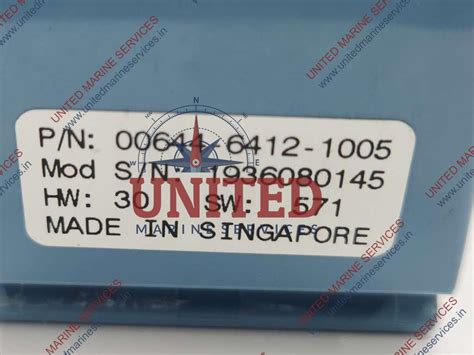 P/N: 00644-6412-1005
Mod S/N: 1936080145
HW: 30 SW: 571
MADE IN SINGAPORE
UNITED
MARINE SERVICES
UNITED MARINE SERVICES
www.unitedmarineservices.in